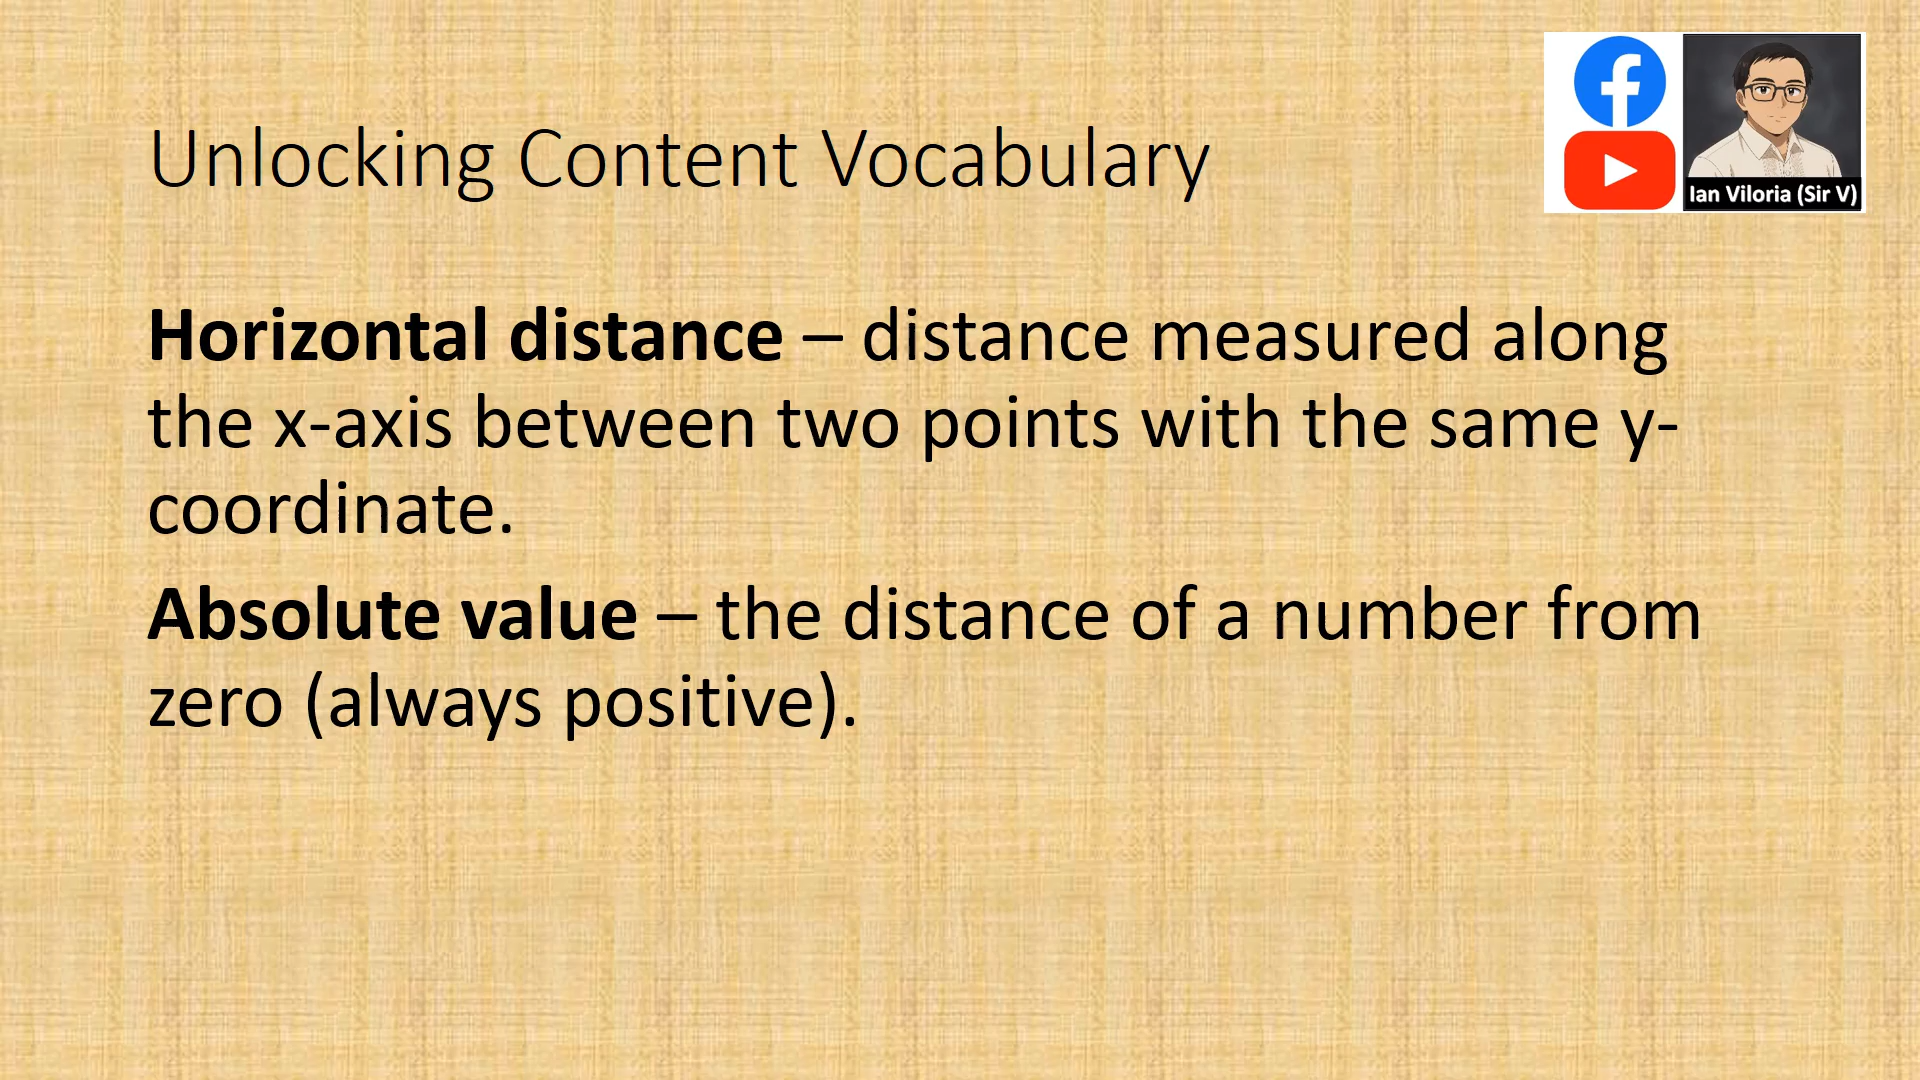 Unlocking Content Vocabulary
Ian Viloria (Sir V)
Horizontal distance – distance measured along
the x-axis between two points with the same y-
coordinate.
Absolute value – the distance of a number from
zero (always positive).